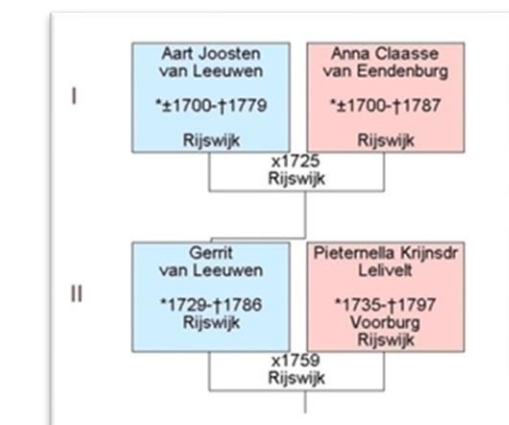 I
Aart Joosten
van Leeuwen
*±1700-†1779
Rijswijk
Anna Claasse
van Eendenburg
*±1700-†1787
Rijswijk
x1725
Rijswijk
II
Gerrit
van Leeuwen
*1729-†1786
Rijswijk
Pieternella Krijnsdr
Lelivelt
*1735-†1797
Voorburg
Rijswijk
x1759
Rijswijk